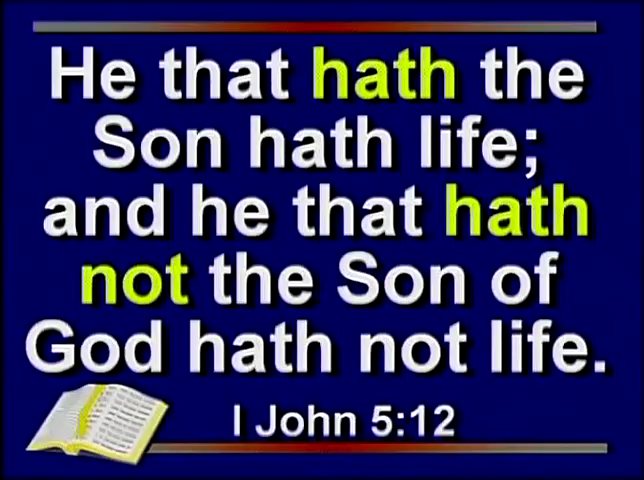 He that hath the
Son hath life;
and he that hath
not the Son of
God hath not life.
I John 5:12